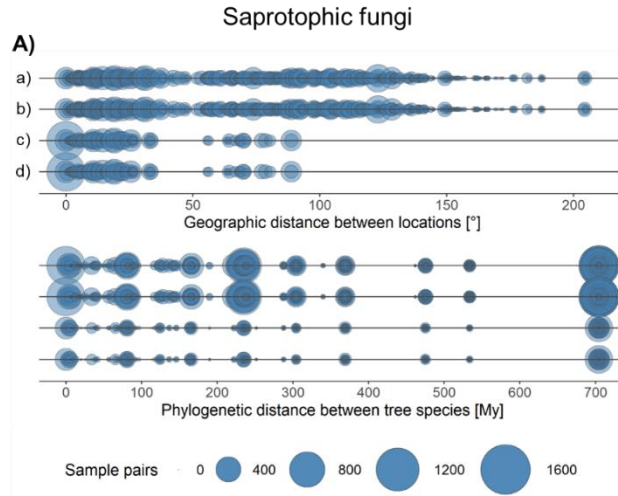 Saprotophic fungi
A)
a)
b)
c)
d)
0 50 100 150 200
Geographic distance between locations [°]
0 100 200 300 400 500 600 700
Phylogenetic distance between tree species [My]
Sample pairs 0 400 800 1200 1600